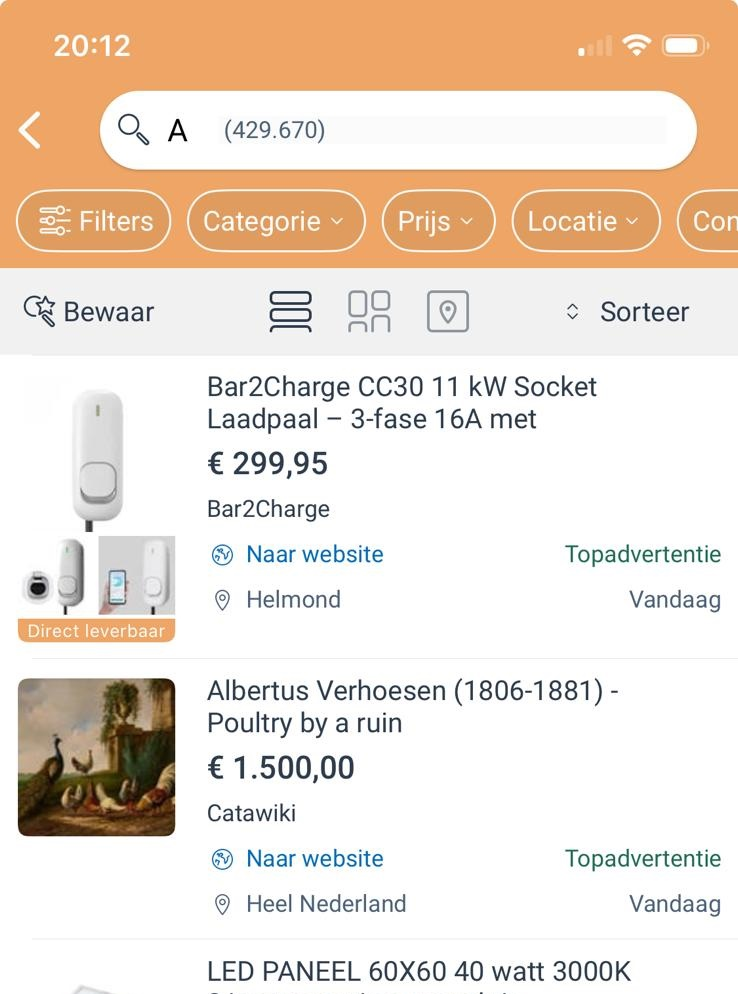 20:12
A (429.670)
Filters Categorie Prijs Locatie Con
Bewaar Sorteer
Bar2Charge CC30 11 kW Socket
Laadpaal – 3-fase 16A met
€ 299,95
Bar2Charge
Naar website Topadvertentie
Helmond Vandaag
Direct leverbaar
Albertus Verhoesen (1806-1881) -
Poultry by a ruin
€ 1.500,00
Catawiki
Naar website Topadvertentie
Heel Nederland Vandaag
LED PANEEL 60X60 40 watt 3000K